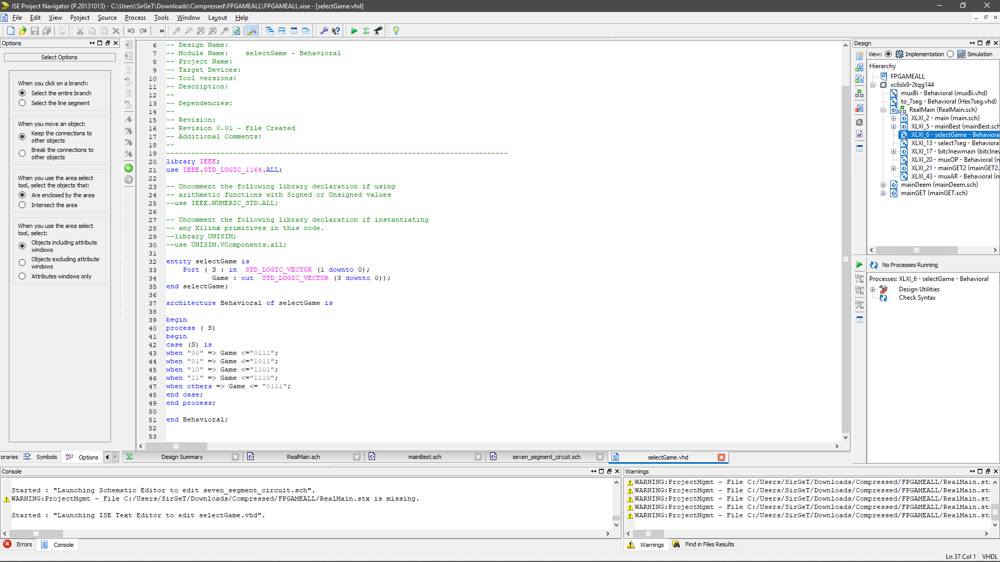 ISE Project Navigator (P.20131013) - C:\Users\SirGeT\Downloads\Compressed\FPGAMEALL\FPGAMEALL.xise - [selectGame.vhd]
File Edit View Project Source Process Tools Window Layout Help
Options
Select Options
When you click on a branch:
Select the entire branch
Select the line segment
When you move an object:
Keep the connections to
other objects
Break the connections to
other objects
When you use the area select
tool, select the objects that:
Are enclosed by the area
Intersect the area
When you use the area select
tool, select:
Objects including attribute
windows
Objects excluding attribute
windows
Attributes windows only
oraries Symbols Options
6 -- Design Name:
7 -- Module Name:    selectGame - Behavioral
8 -- Project Name:
9 -- Target Devices:
10 -- Tool versions:
11 -- Description:
12 --
13 -- Dependencies:
14 --
15 -- Revision:
16 -- Revision 0.01 - File Created
17 -- Additional Comments:
18 --
19 ----------------------------------------------------------------------------------
20 library IEEE;
21 use IEEE.STD_LOGIC_1164.ALL;
22
23 -- Uncomment the following library declaration if using
24 -- arithmetic functions with Signed or Unsigned values
25 --use IEEE.NUMERIC_STD.ALL;
26
27 -- Uncomment the following library declaration if instantiating
28 -- any Xilinx primitives in this code.
29 --library UNISIM;
30 --use UNISIM.VComponents.all;
31
32 entity selectGame is
33     Port ( S : in  STD_LOGIC_VECTOR (1 downto 0);
34            Game : out  STD_LOGIC_VECTOR (3 downto 0));
35 end selectGame;
36
37 architecture Behavioral of selectGame is
38
39 begin
40 process ( S)
41 begin
42 case (S) is
43 when "00" => Game <="0111";
44 when "01" => Game <="1011";
45 when "10" => Game <="1101";
46 when "11" => Game <="1110";
47 when others => Game <= "0111";
48 end case;
49 end process;
50
51 end Behavioral;
52
53
Design Summary RealMain.sch mainBest.sch seven_segment_circuit.sch selectGame.vhd
Design
View: Implementation Simulation
Hierarchy
FPGAMEALL
xc6slx9-2tqg144
muxBi - Behavioral (muxBi.vhd)
to_7seg - Behavioral (Hex7seg.vhd)
RealMain (RealMain.sch)
XLXI_2 - main (main.sch)
XLXI_5 - mainBest (mainBest.sch
XLXI_6 - selectGame - Behaviora
XLXI_13 - select7seg - Behaviora
XLXI_17 - bitclnewmain (bitclnew
XLXI_20 - muxOP - Behavioral (m
XLXI_21 - mainGET2 (mainGET2.
XLXI_43 - muxAR - Behavioral (m
mainDeem (mainDeem.sch)
mainGET (mainGET.sch)
No Processes Running
Processes: XLXI_6 - selectGame - Behavioral
Design Utilities
Check Syntax
Console
Started : "Launching Schematic Editor to edit seven_segment_circuit.sch".
WARNING:ProjectMgmt - File C:/Users/SirGeT/Downloads/Compressed/FPGAMEALL/RealMain.stx is missing.
Started : "Launching ISE Text Editor to edit selectGame.vhd".
Errors Console
Warnings
WARNING:ProjectMgmt - File C:/Users/SirGeT/Downloads/Compressed/FPGAMEALL/RealMain.st
WARNING:ProjectMgmt - File C:/Users/SirGeT/Downloads/Compressed/FPGAMEALL/RealMain.st
WARNING:ProjectMgmt - File C:/Users/SirGeT/Downloads/Compressed/FPGAMEALL/RealMain.st
WARNING:ProjectMgmt - File C:/Users/SirGeT/Downloads/Compressed/FPGAMEALL/RealMain.st
WARNING:ProjectMgmt - File C:/Users/SirGeT/Downloads/Compressed/FPGAMEALL/RealMain.st
Warnings Find in Files Results
Ln 37 Col 1 VHDL